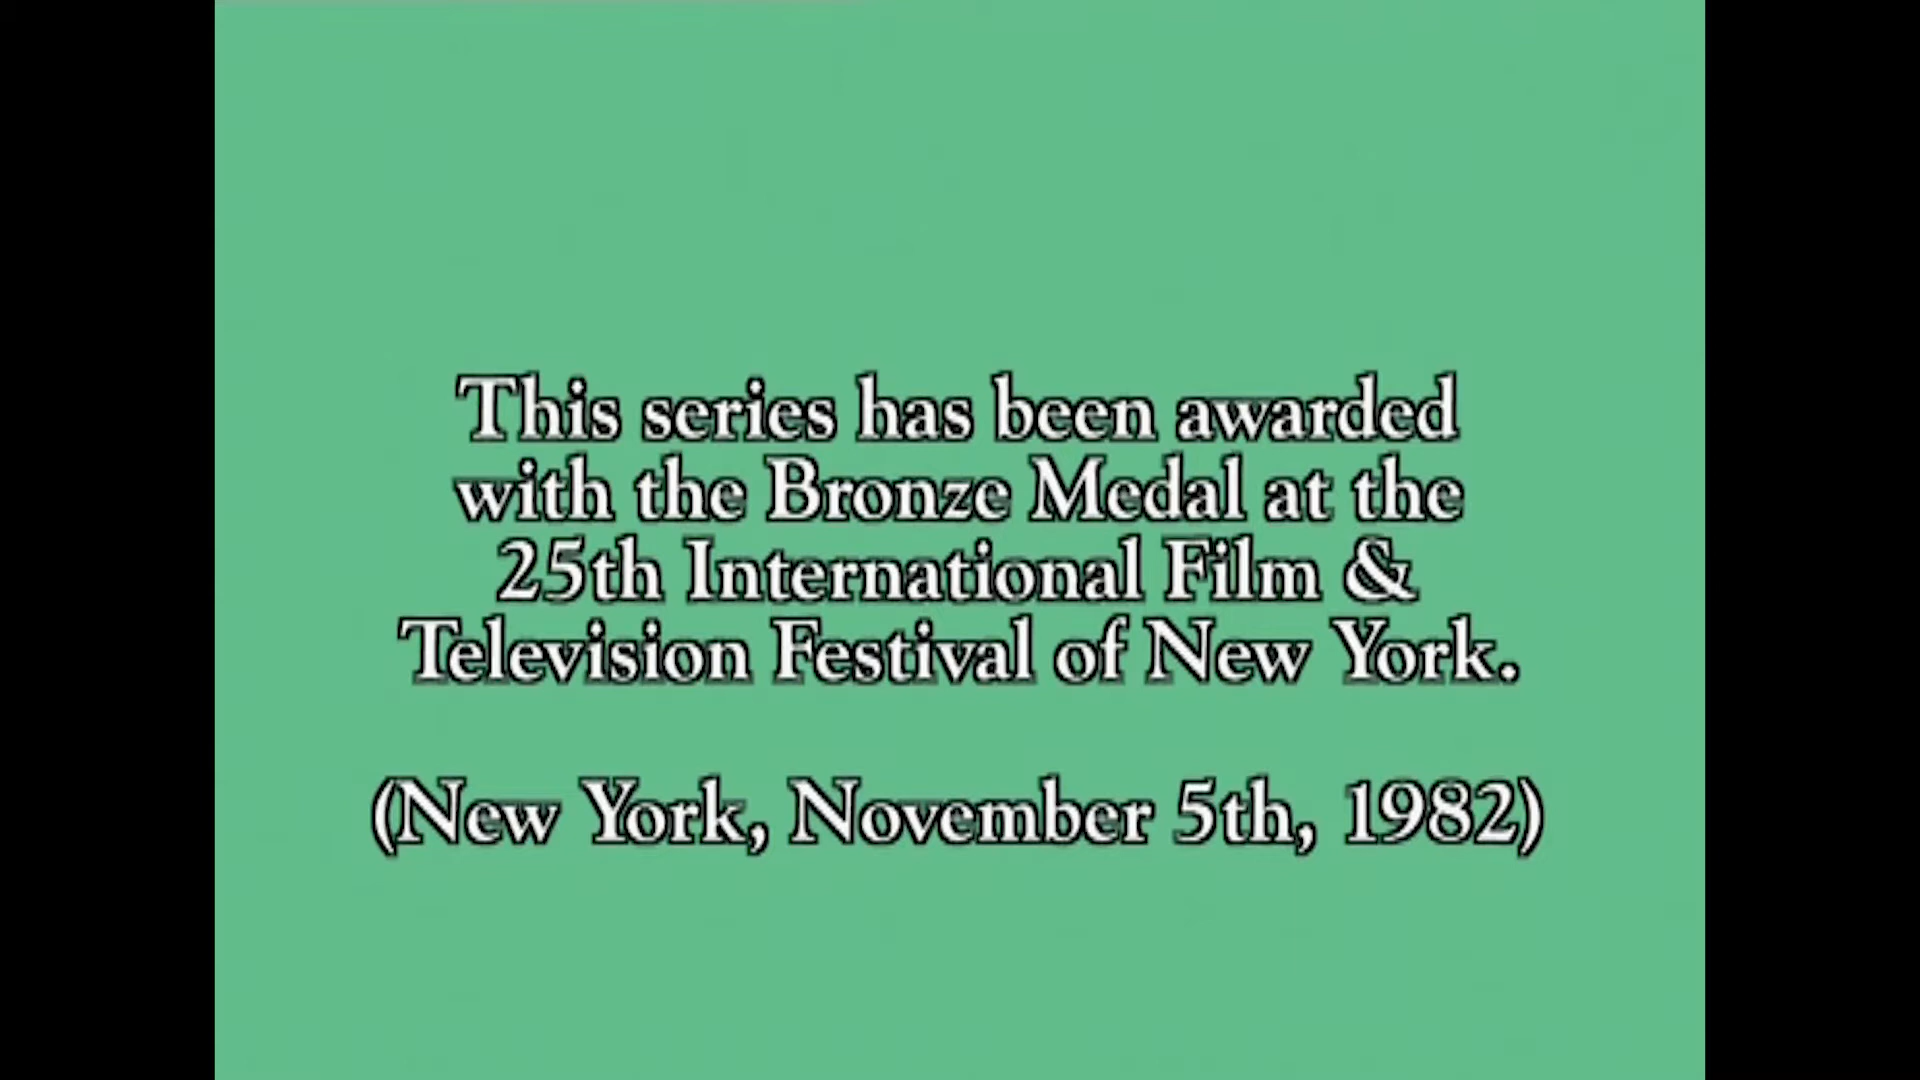 This series has been awarded
with the Bronze Medal at the
25th International Film &
Television Festival of New York.
(New York, November 5th, 1982)